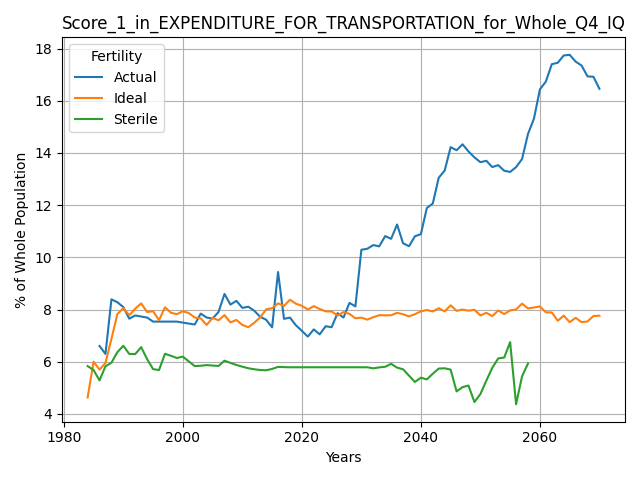 Score_1_in_EXPENDITURE_FOR_TRANSPORTATION_for_Whole_Q4_IQ
Fertility
Actual
Ideal
Sterile
% of Whole Population
18
16
14
12
10
8
6
4
1980
2000
2020
2040
2060
Years